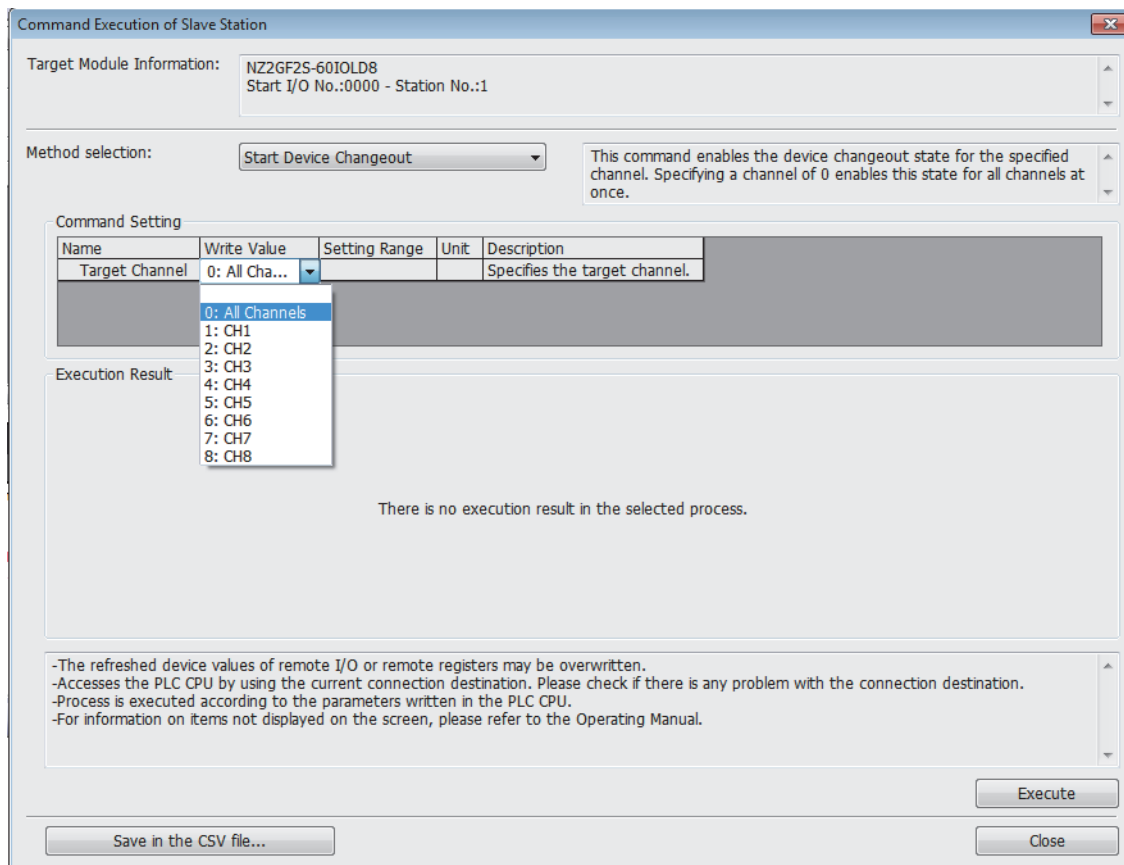 Command Execution of Slave Station
Target Module Information:
NZ2GF2S-60IOLD8
Start I/O No.:0000 - Station No.:1
Method selection:
Start Device Changeout
This command enables the device changeout state for the specified
channel. Specifying a channel of 0 enables this state for all channels at
once.
Command Setting
Name Write Value Setting Range Unit Description
Target Channel 0: All Cha... Specifies the target channel.
0: All Channels
1: CH1
2: CH2
3: CH3
4: CH4
5: CH5
6: CH6
7: CH7
8: CH8
Execution Result
There is no execution result in the selected process.
-The refreshed device values of remote I/O or remote registers may be overwritten.
-Accesses the PLC CPU by using the current connection destination. Please check if there is any problem with the connection destination.
-Process is executed according to the parameters written in the PLC CPU.
-For information on items not displayed on the screen, please refer to the Operating Manual.
Execute
Save in the CSV file...
Close